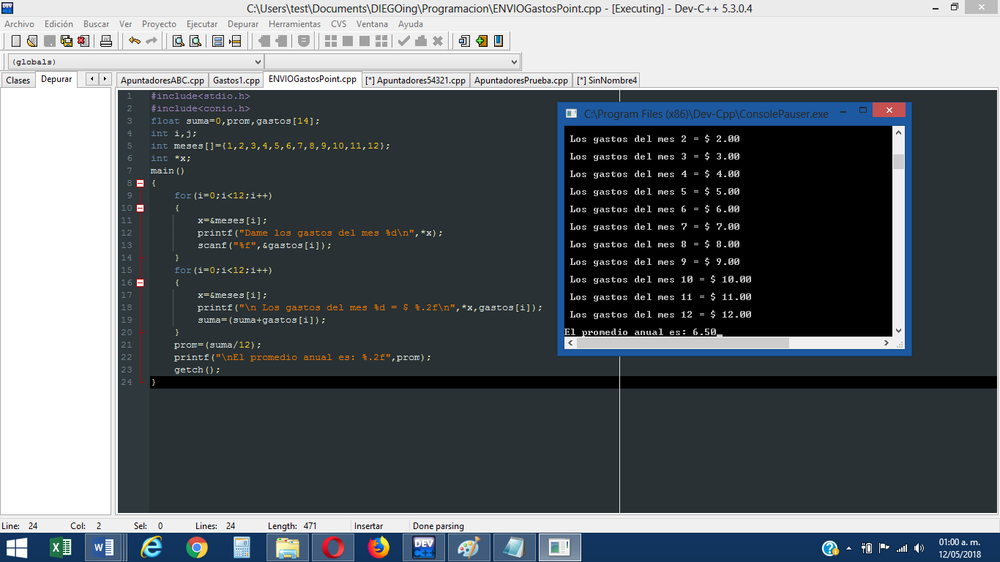 C:\Users\test\Documents\DIEGOing\Programacion\ENVIOGastosPoint.cpp - [Executing] - Dev-C++ 5.3.0.4
Archivo Edición Buscar Ver Proyecto Ejecutar Depurar Herramientas CVS Ventana Ayuda
(globals)
Clases Depurar ApuntadoresABC.cpp Gastos1.cpp ENVIOGastosPoint.cpp [*] Apuntadores54321.cpp ApuntadoresPrueba.cpp [*] SinNombre4
1 #include<stdio.h>
2 #include<conio.h>
3 float suma=0,prom,gastos[14];
4 int i,j;
5 int meses[]={1,2,3,4,5,6,7,8,9,10,11,12};
6 int *x;
7 main()
8 {
9 for(i=0;i<12;i++)
10 {
11 x=&meses[i];
12 printf("Dame los gastos del mes %d\n",*x);
13 scanf("%f",&gastos[i]);
14 }
15 for(i=0;i<12;i++)
16 {
17 x=&meses[i];
18 printf("\n Los gastos del mes %d = $ %.2f\n",*x,gastos[i]);
19 suma=(suma+gastos[i]);
20 }
21 prom=(suma/12);
22 printf("\nEl promedio anual es: %.2f",prom);
23 getch();
24 }
C:\Program Files (x86)\Dev-Cpp\ConsolePauser.exe
Los gastos del mes 2 = $ 2.00
Los gastos del mes 3 = $ 3.00
Los gastos del mes 4 = $ 4.00
Los gastos del mes 5 = $ 5.00
Los gastos del mes 6 = $ 6.00
Los gastos del mes 7 = $ 7.00
Los gastos del mes 8 = $ 8.00
Los gastos del mes 9 = $ 9.00
Los gastos del mes 10 = $ 10.00
Los gastos del mes 11 = $ 11.00
Los gastos del mes 12 = $ 12.00
El promedio anual es: 6.50_
Line: 24 Col: 2 Sel: 0 Lines: 24 Length: 471 Insertar Done parsing
01:00 a. m.
12/05/2018